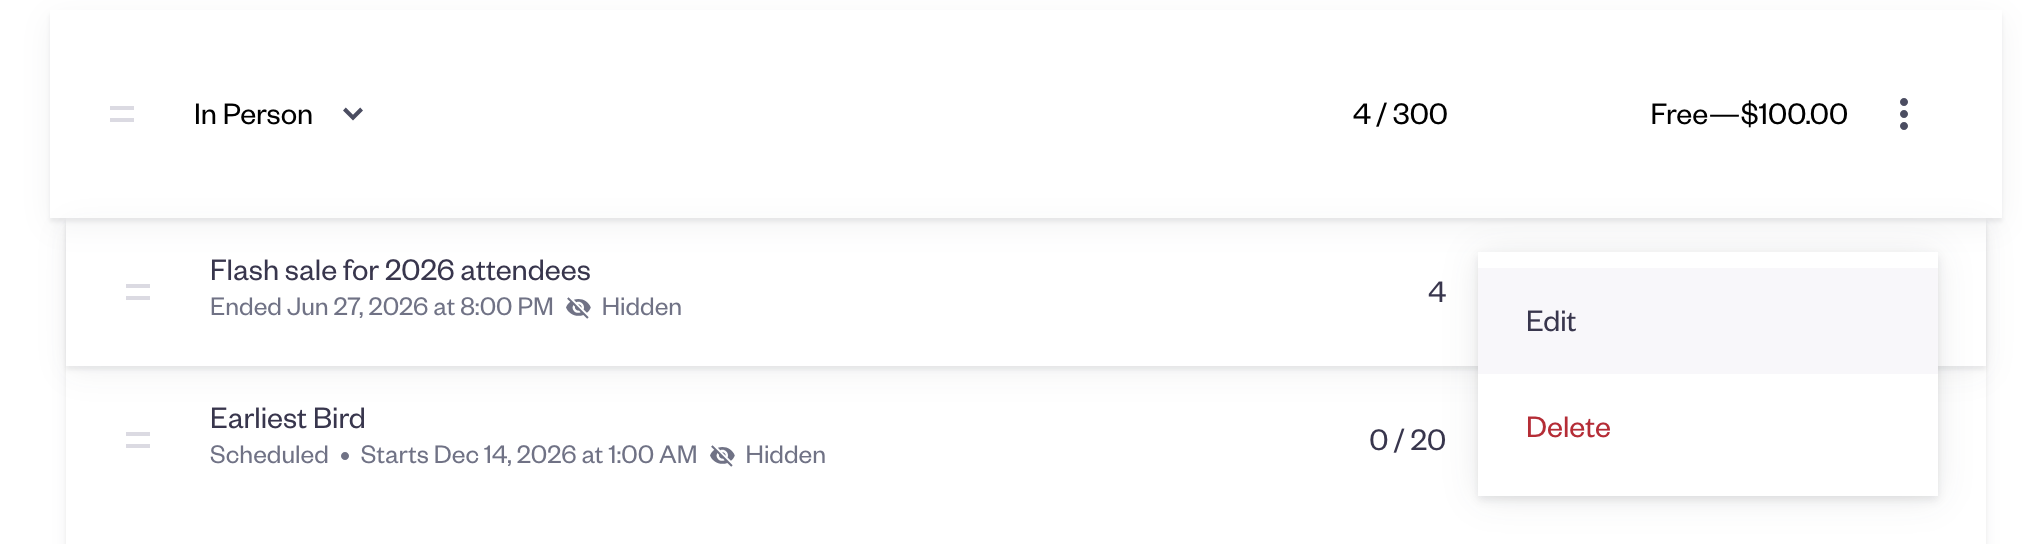 In Person
4 / 300
Free—$100.00
Flash sale for 2026 attendees
Ended Jun 27, 2026 at 8:00 PM Hidden
4
Edit
Earliest Bird
Scheduled • Starts Dec 14, 2026 at 1:00 AM Hidden
0 / 20
Delete